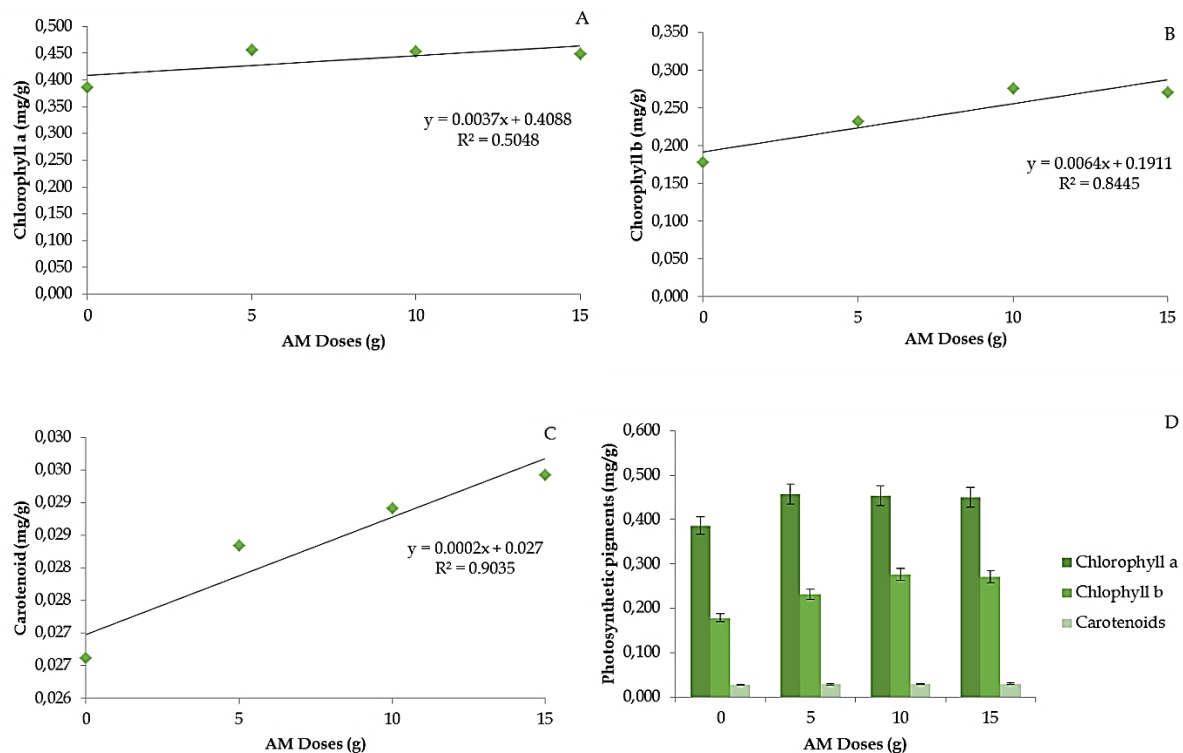 A
0,500
0,450
0,400
0,350
0,300
0,250
0,200
0,150
0,100
0,050
0,000
Chlorophyll a (mg/g)
y = 0.0037x + 0.4088
R² = 0.5048
0 5 10 15
AM Doses (g)
B
0,350
0,300
0,250
0,200
0,150
0,100
0,050
0,000
Chorophyll b (mg/g)
y = 0.0064x + 0.1911
R² = 0.8445
0 5 10 15
AM Doses (g)
C
0,030
0,030
0,029
0,029
0,028
0,028
0,027
0,027
0,026
Carotenoid (mg/g)
y = 0.0002x + 0.027
R² = 0.9035
0 5 10 15
AM Doses (g)
D
0,600
0,500
0,400
0,300
0,200
0,100
0,000
Photosynthetic pigments (mg/g)
Chlorophyll a
Chlophyll b
Carotenoids
0 5 10 15
AM Doses (g)